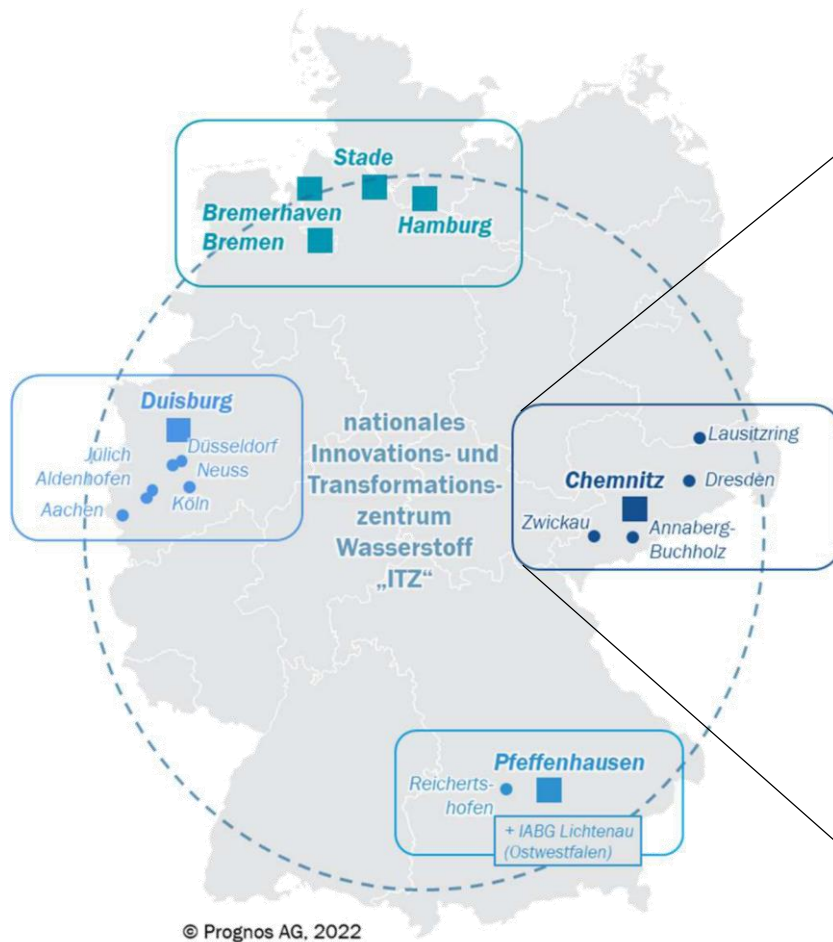 Stade
Bremerhaven
Bremen
Hamburg
Duisburg
Jülich
Düsseldorf
Aldenhofen
Neuss
Aachen
Köln
nationales
Innovations- und
Transformations-
zentrum
Wasserstoff
„ITZ“
Lausitzring
Chemnitz
Dresden
Zwickau
Annaberg-
Buchholz
Pfeffenhausen
Reicherts-
hofen
+ IABG Lichtenau
(Ostwestfalen)
© Prognos AG, 2022